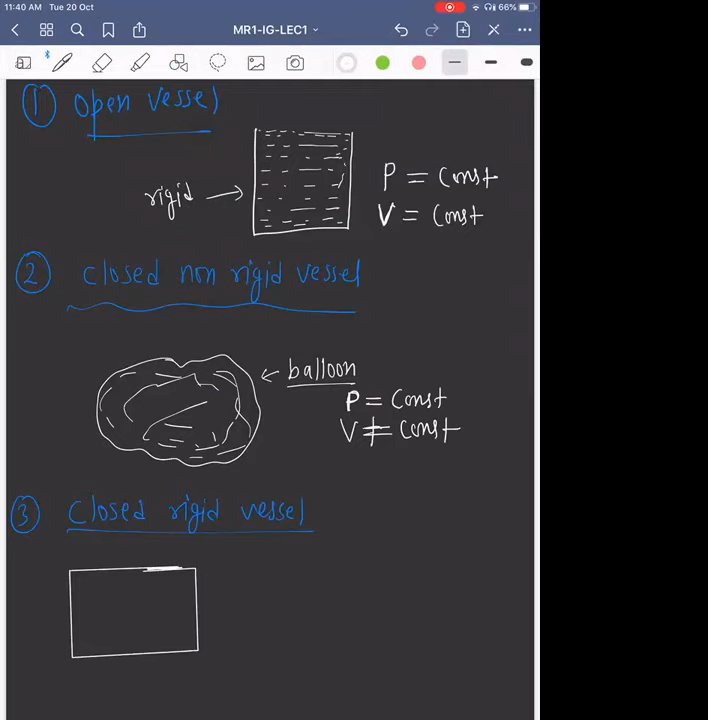 11:40 AM Tue 20 Oct 66%
MR1-IG-LEC1
① open vessel
rigid → P = Const
V = Const
② closed non rigid vessel
← balloon
P = Const
V ≠ Const
③ closed rigid vessel